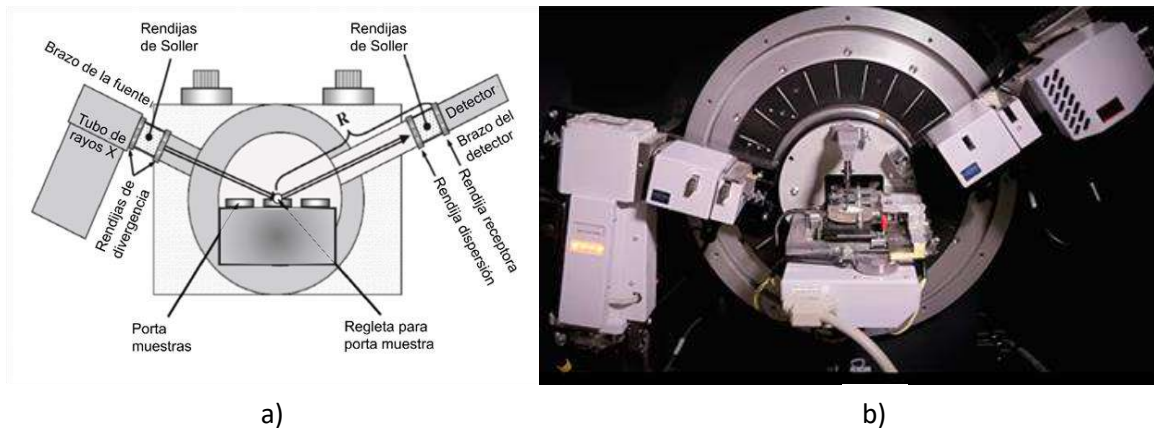 Rendijas
de Soller
Rendijas
de Soller
Brazo de la fuente
Tubo de
rayos X
Rendijas de
divergencia
R
Detector
Brazo del
detector
Rendija receptora
Rendija dispersión
Porta
muestras
Regleta para
porta muestra
a)
b)